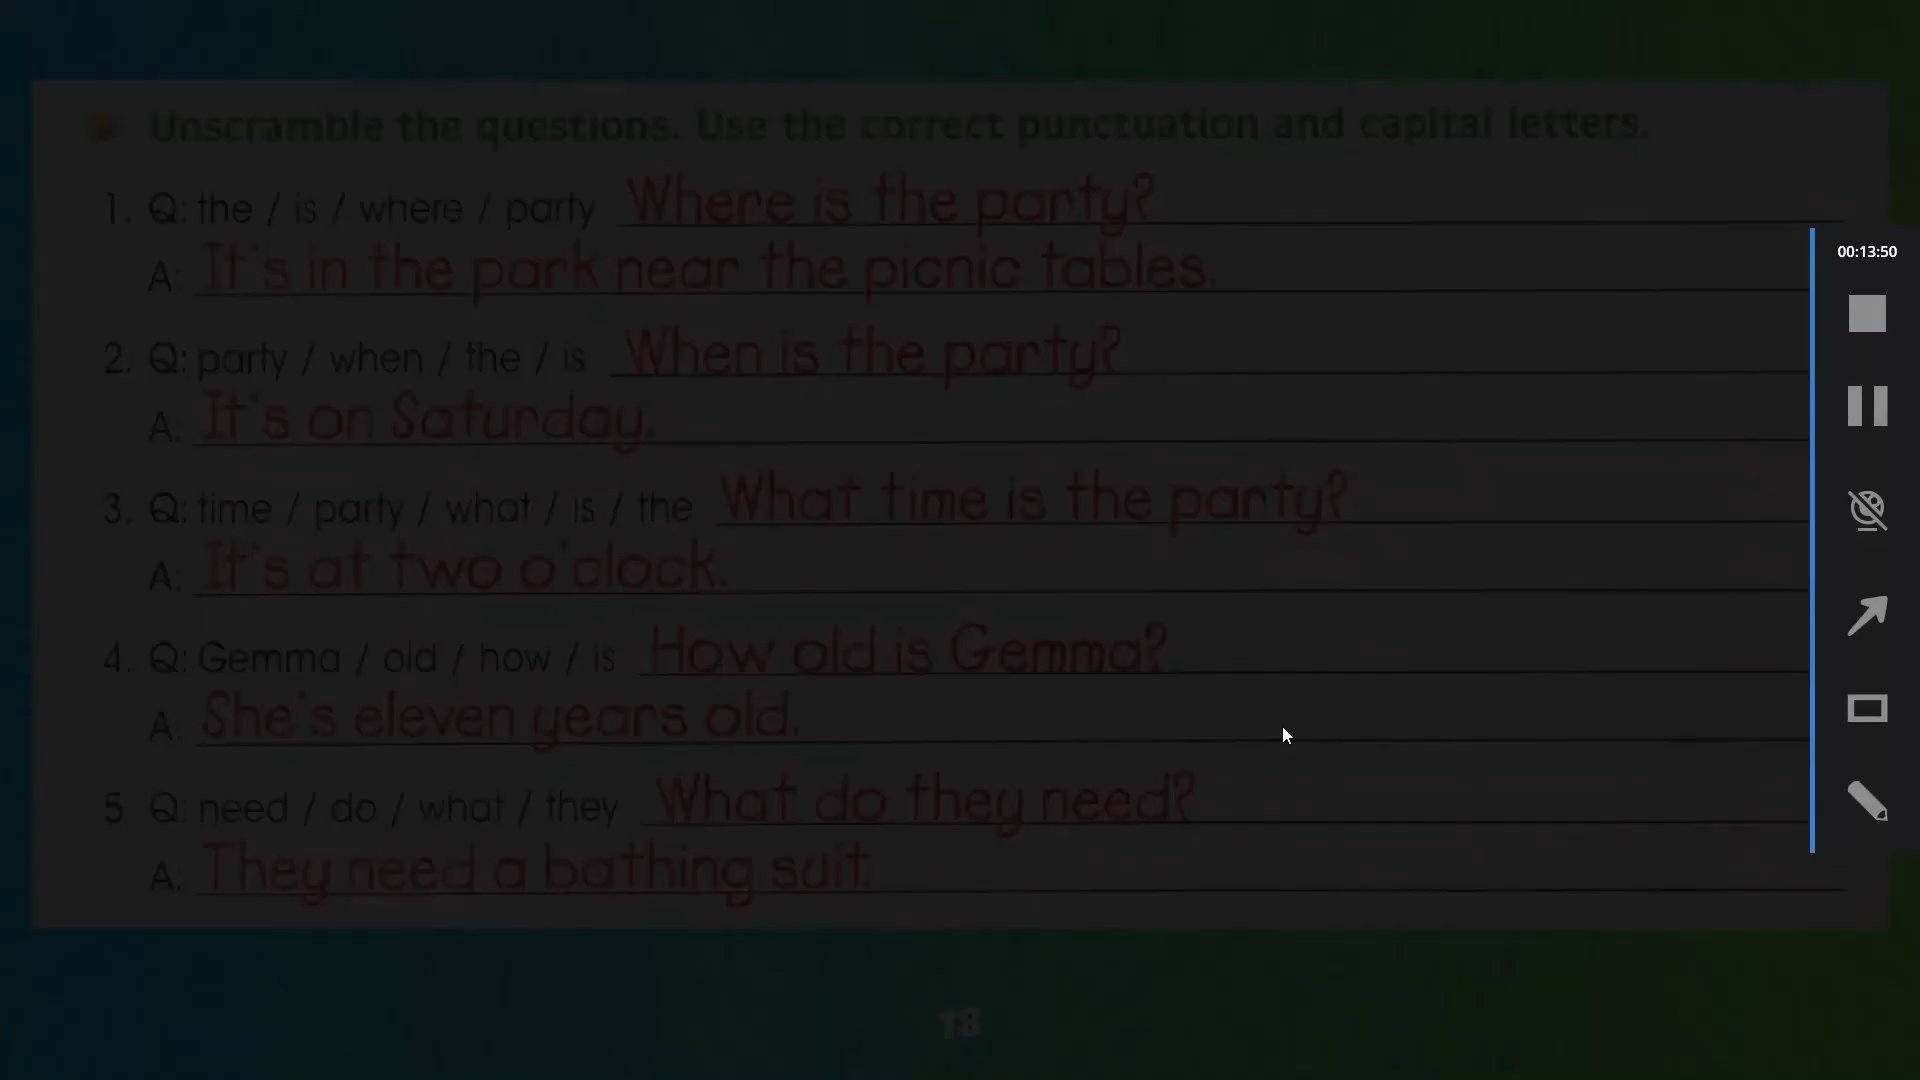 Unscramble the questions. Use the correct punctuation and capital letters.
1. Q: the / is / where / party Where is the party?
A: It's in the park near the picnic tables.
2. Q: party / when / the / is When is the party?
A: It's on Saturday.
3. Q: time / party / what / is / the What time is the party?
A: It's at two o'clock.
4. Q: Gemma / old / how / is How old is Gemma?
A. She's eleven years old.
5 Q: need / do / what / they What do they need?
A: They need a bathing suit.
18
00:13:50